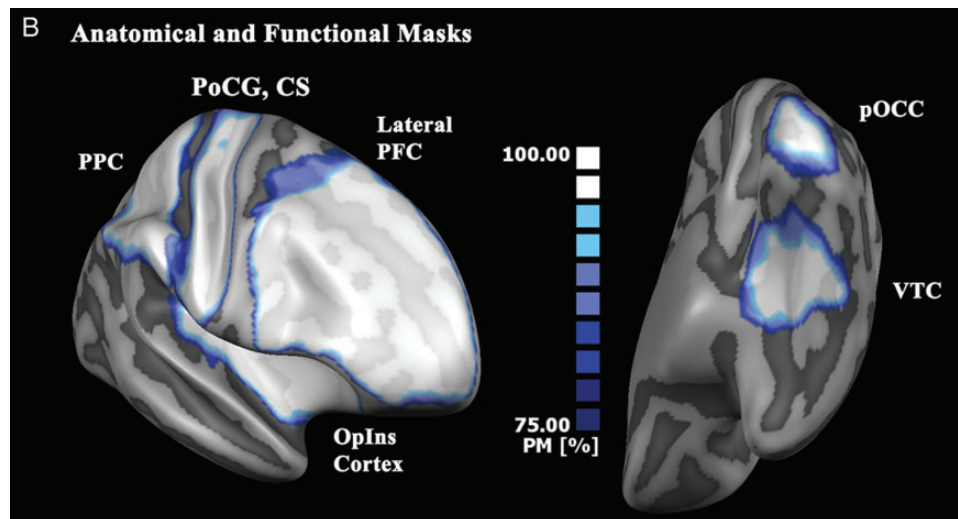 B Anatomical and Functional Masks
PoCG, CS
Lateral
PFC
PPC
OpIns
Cortex
100.00
75.00
PM [%]
pOCC
VTC